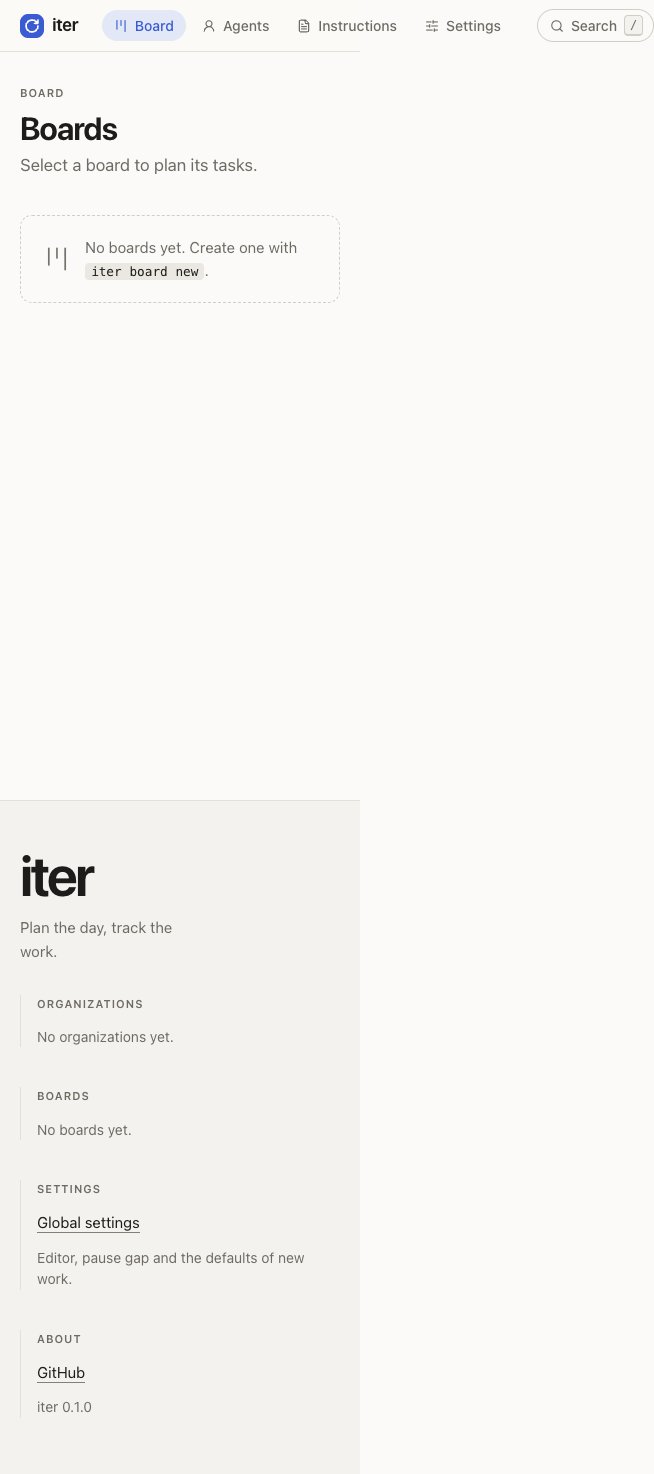 iter Board Agents Instructions Settings Search /
BOARD
Boards
Select a board to plan its tasks.
No boards yet. Create one with
iter board new.
iter
Plan the day, track the
work.
ORGANIZATIONS
No organizations yet.
BOARDS
No boards yet.
SETTINGS
Global settings
Editor, pause gap and the defaults of new
work.
ABOUT
GitHub
iter 0.1.0